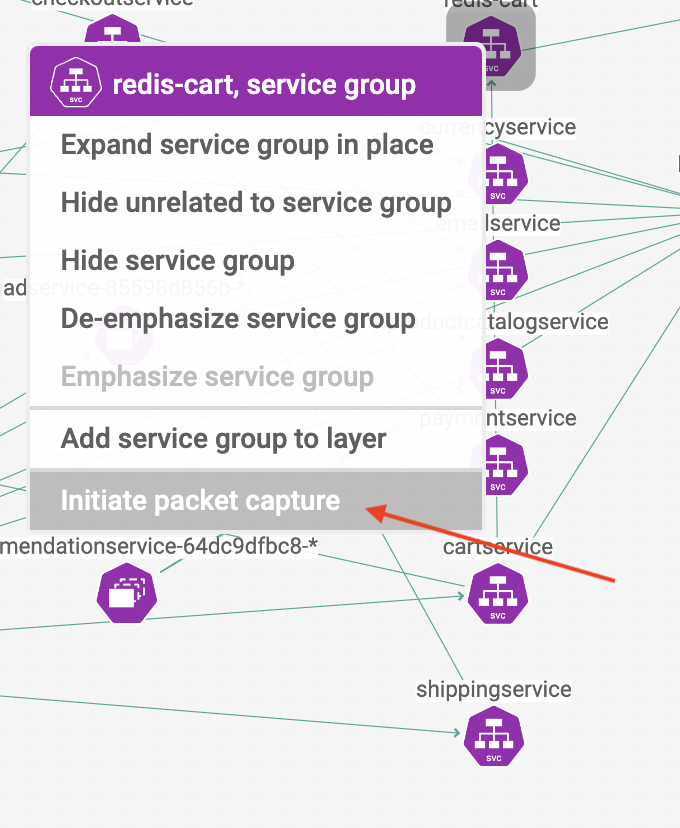 checkoutservice
redis-cart
svc
svc
redis-cart, service group
Expand service group in place
currencyservice
svc
Hide unrelated to service group
emailservice
svc
Hide service group
adservice-85598d856b-*
De-emphasize service group
ductcatalogservice
svc
Emphasize service group
paymentservice
svc
Add service group to layer
Initiate packet capture
mendationservice-64dc9dfbc8-*
cartservice
svc
shippingservice
svc